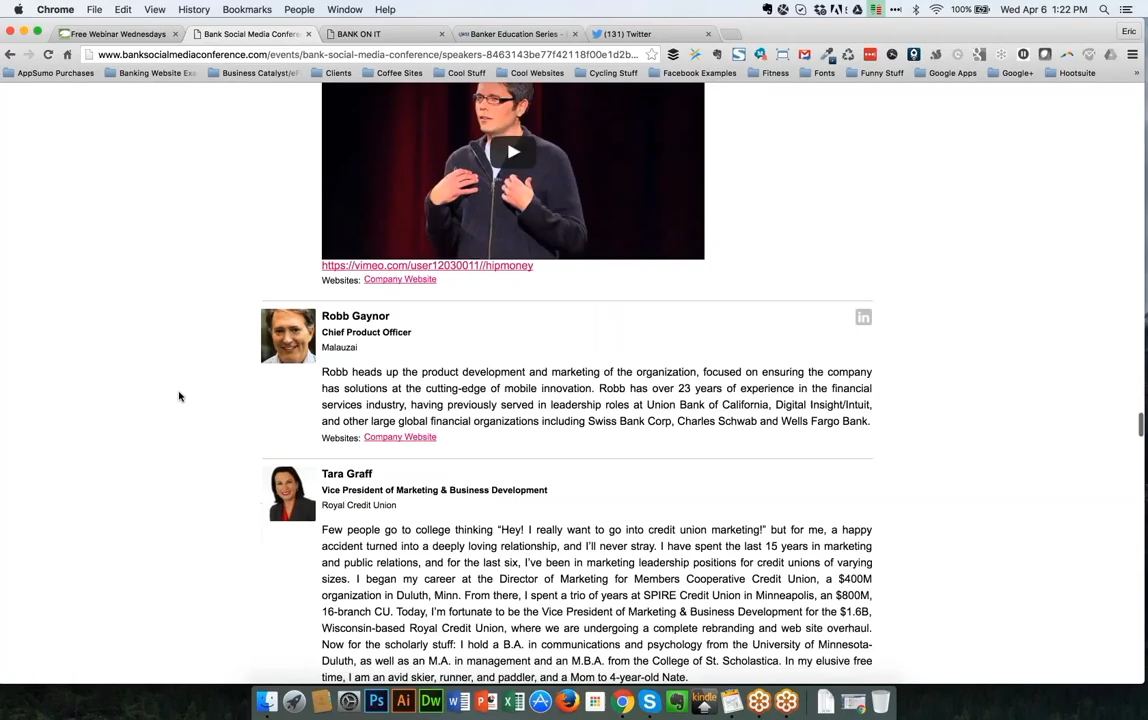 Chrome File Edit View History Bookmarks People Window Help
100% Wed Apr 6 1:22 PM
Free Webinar Wednesdays
Bank Social Media Confere
BANK ON IT
Banker Education Series –
(131) Twitter
Eric
www.banksocialmediaconference.com/events/bank-social-media-conference/speakers-8463143be77f42118f00e1d2b...
AppSumo Purchases Banking Website Exa Business Catalyst/eF Clients Coffee Sites Cool Stuff Cool Websites Cycling Stuff Facebook Examples Fitness Fonts Funny Stuff Google Apps Google+ Hootsuite »
https://vimeo.com/user12030011//hipmoney
Websites: Company Website
Robb Gaynor
in
Chief Product Officer
Malauzai
Robb heads up the product development and marketing of the organization, focused on ensuring the company
has solutions at the cutting-edge of mobile innovation. Robb has over 23 years of experience in the financial
services industry, having previously served in leadership roles at Union Bank of California, Digital Insight/Intuit,
and other large global financial organizations including Swiss Bank Corp, Charles Schwab and Wells Fargo Bank.
Websites: Company Website
Tara Graff
Vice President of Marketing & Business Development
Royal Credit Union
Few people go to college thinking “Hey! I really want to go into credit union marketing!” but for me, a happy
accident turned into a deeply loving relationship, and I’ll never stray. I have spent the last 15 years in marketing
and public relations, and for the last six, I’ve been in marketing leadership positions for credit unions of varying
sizes. I began my career at the Director of Marketing for Members Cooperative Credit Union, a $400M
organization in Duluth, Minn. From there, I spent a trio of years at SPIRE Credit Union in Minneapolis, an $800M,
16-branch CU. Today, I’m fortunate to be the Vice President of Marketing & Business Development for the $1.6B,
Wisconsin-based Royal Credit Union, where we are undergoing a complete rebranding and web site overhaul.
Now for the scholarly stuff: I hold a B.A. in communications and psychology from the University of Minnesota-
Duluth, as well as an M.A. in management and an M.B.A. from the College of St. Scholastica. In my elusive free
time, I am an avid skier, runner, and paddler, and a Mom to 4-year-old Nate.
Ps Ai Dw W P X S kindle